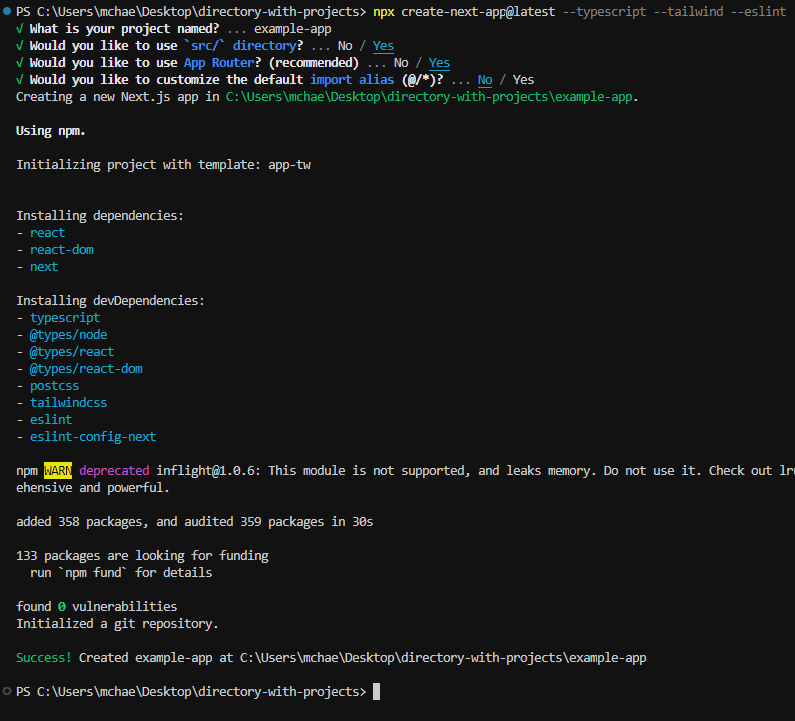 PS C:\Users\mchae\Desktop\directory-with-projects> npx create-next-app@latest --typescript --tailwind --eslint
√ What is your project named? ... example-app
√ Would you like to use `src/` directory? ... No / Yes
√ Would you like to use App Router? (recommended) ... No / Yes
√ Would you like to customize the default import alias (@/*)? ... No / Yes
Creating a new Next.js app in C:\Users\mchae\Desktop\directory-with-projects\example-app.
Using npm.
Initializing project with template: app-tw
Installing dependencies:
- react
- react-dom
- next
Installing devDependencies:
- typescript
- @types/node
- @types/react
- @types/react-dom
- postcss
- tailwindcss
- eslint
- eslint-config-next
npm WARN deprecated inflight@1.0.6: This module is not supported, and leaks memory. Do not use it. Check out
ehensive and powerful.
added 358 packages, and audited 359 packages in 30s
133 packages are looking for funding
run `npm fund` for details
found 0 vulnerabilities
Initialized a git repository.
Success! Created example-app at C:\Users\mchae\Desktop\directory-with-projects\example-app
PS C:\Users\mchae\Desktop\directory-with-projects>